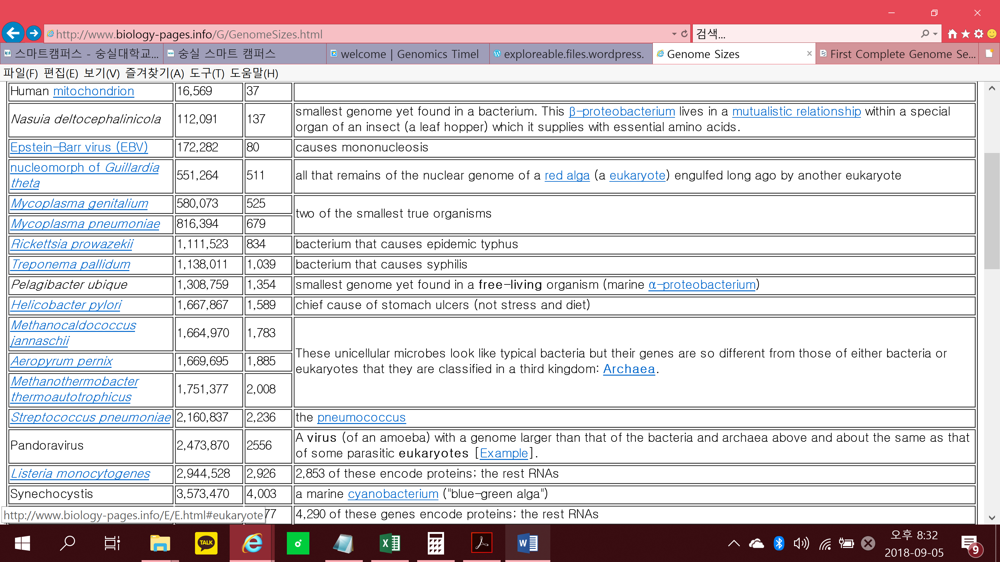 http://www.biology-pages.info/G/GenomeSizes.html
검색...
스마트캠퍼스 - 숭실대학교...
숭실 스마트 캠퍼스
welcome | Genomics Timel
exploreable.files.wordpress.
Genome Sizes
First Complete Genome Se...
파일(F) 편집(E) 보기(V) 즐겨찾기(A) 도구(T) 도움말(H)
Human mitochondrion 16,569 37
Nasuia deltocephalinicola 112,091 137 smallest genome yet found in a bacterium. This β-proteobacterium lives in a mutualistic relationship within a special
organ of an insect (a leaf hopper) which it supplies with essential amino acids.
Epstein-Barr virus (EBV) 172,282 80 causes mononucleosis
nucleomorph of Guillardia
theta 551,264 511 all that remains of the nuclear genome of a red alga (a eukaryote) engulfed long ago by another eukaryote
Mycoplasma genitalium 580,073 525
two of the smallest true organisms
Mycoplasma pneumoniae 816,394 679
Rickettsia prowazekii 1,111,523 834 bacterium that causes epidemic typhus
Treponema pallidum 1,138,011 1,039 bacterium that causes syphilis
Pelagibacter ubique 1,308,759 1,354 smallest genome yet found in a free-living organism (marine α-proteobacterium)
Helicobacter pylori 1,667,867 1,589 chief cause of stomach ulcers (not stress and diet)
Methanocaldococcus
jannaschii 1,664,970 1,783
These unicellular microbes look like typical bacteria but their genes are so different from those of either bacteria or
Aeropyrum pernix 1,669,695 1,885
eukaryotes that they are classified in a third kingdom: Archaea.
Methanothermobacter
thermoautotrophicus 1,751,377 2,008
Streptococcus pneumoniae 2,160,837 2,236 the pneumococcus
Pandoravirus 2,473,870 2556 A virus (of an amoeba) with a genome larger than that of the bacteria and archaea above and about the same as that
of some parasitic eukaryotes [Example].
Listeria monocytogenes 2,944,528 2,926 2,853 of these encode proteins; the rest RNAs
Synechocystis 3,573,470 4,003 a marine cyanobacterium ("blue-green alga")
http://www.biology-pages.info/E/E.html#eukaryote 77 4,290 of these genes encode proteins; the rest RNAs
TALK
오후 8:32
2018-09-05
9